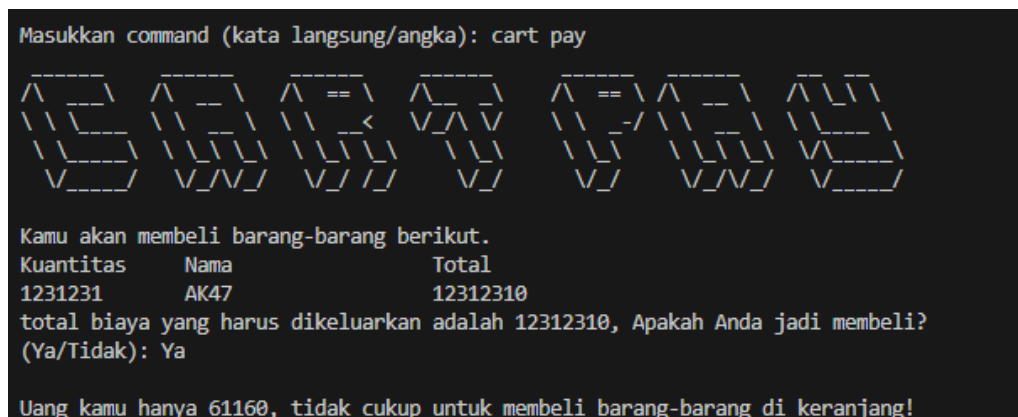 Masukkan command (kata langsung/angka): cart pay
CART PAY
Kamu akan membeli barang-barang berikut.
Kuantitas Nama Total
1231231 AK47 12312310
total biaya yang harus dikeluarkan adalah 12312310, Apakah Anda jadi membeli?
(Ya/Tidak): Ya
Uang kamu hanya 61160, tidak cukup untuk membeli barang-barang di keranjang!